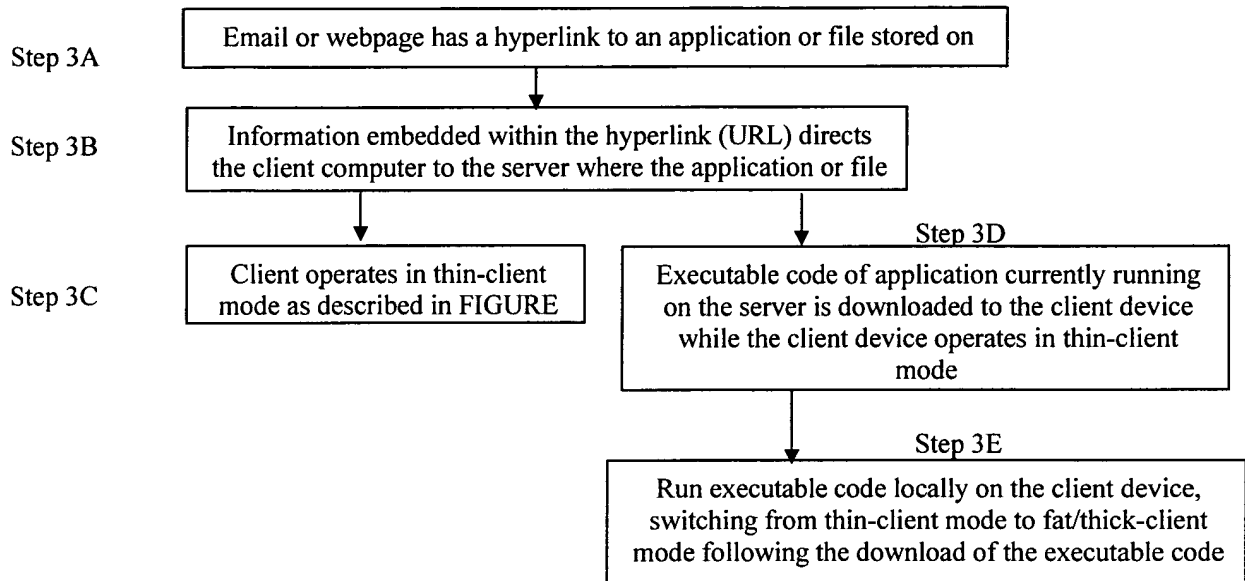 Step 3A
Email or webpage has a hyperlink to an application or file stored on
Step 3B
Information embedded within the hyperlink (URL) directs
the client computer to the server where the application or file
Step 3C
Client operates in thin-client
mode as described in FIGURE
Step 3D
Executable code of application currently running
on the server is downloaded to the client device
while the client device operates in thin-client
mode
Step 3E
Run executable code locally on the client device,
switching from thin-client mode to fat/thick-client
mode following the download of the executable code